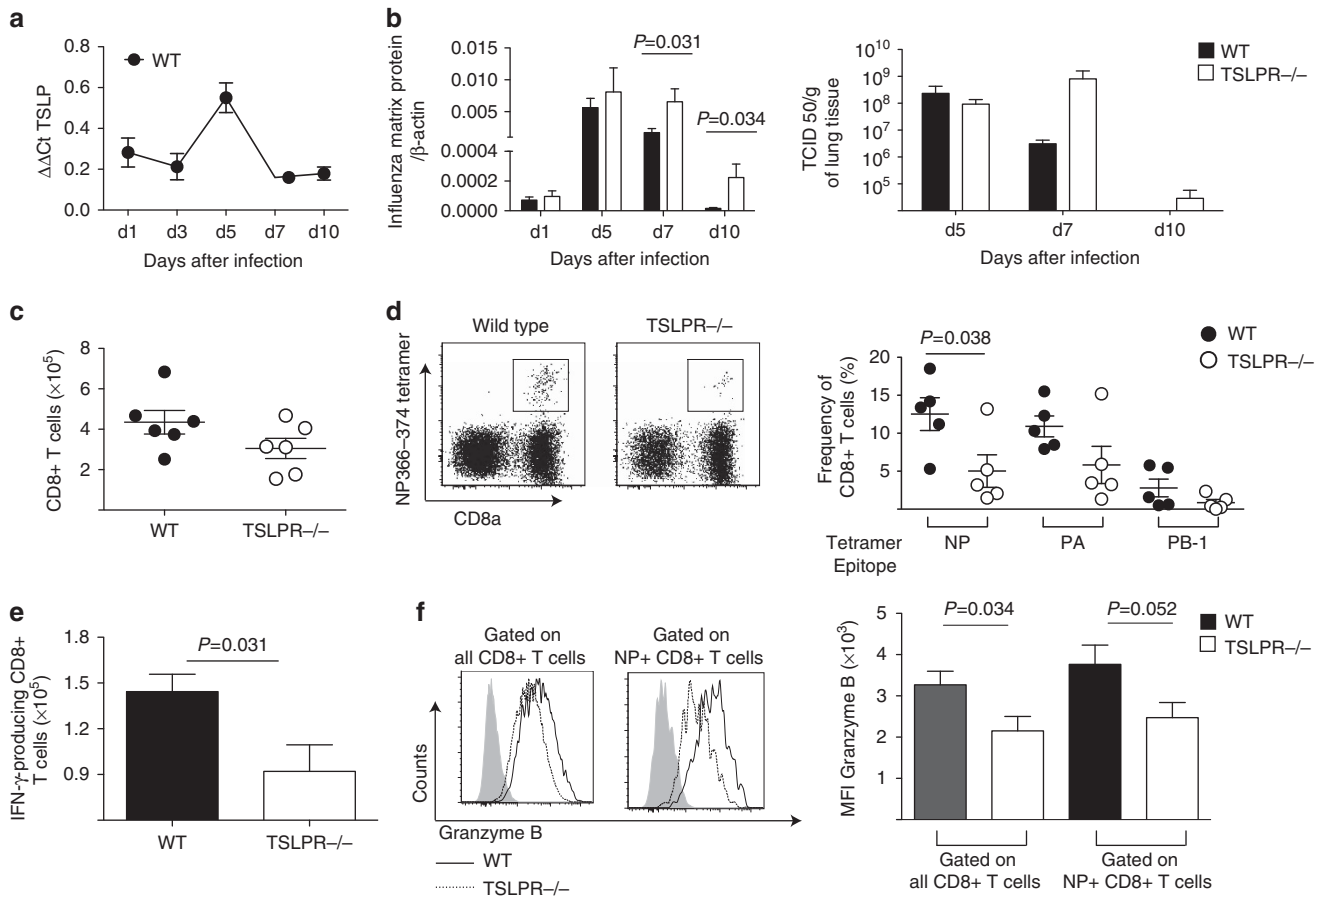 a
0.8
0.6
0.4
0.2
0.0
ΔΔCt TSLP
WT
d1 d3 d5 d7 d10
Days after infection
b
Influenza matrix protein
/β-actin
0.015
0.010
0.005
0.0004
0.0002
0.0000
P=0.031
P=0.034
d1 d5 d7 d10
Days after infection
TCID 50/g
of lung tissue
10^10
10^9
10^8
10^7
10^6
10^5
d5 d7 d10
Days after infection
WT
TSLPR–/–
c
CD8+ T cells (×10^5)
8
6
4
2
WT TSLPR–/–
d
Wild type TSLPR–/–
NP366–374 tetramer
CD8a
Frequency of
CD8+ T cells (%)
20
15
10
5
P=0.038
WT
TSLPR–/–
Tetramer
Epitope
NP PA PB-1
e
IFN-γ-producing CD8+
T cells (×10^5)
1.8
1.5
1.2
0.9
P=0.031
WT TSLPR–/–
f
Gated on
all CD8+ T cells
Gated on
NP+ CD8+ T cells
Counts
Granzyme B
WT
TSLPR–/–
MFI Granzyme B (×10^3)
5
4
3
2
1
P=0.034
P=0.052
WT
TSLPR–/–
Gated on
all CD8+ T cells
Gated on
NP+ CD8+ T cells